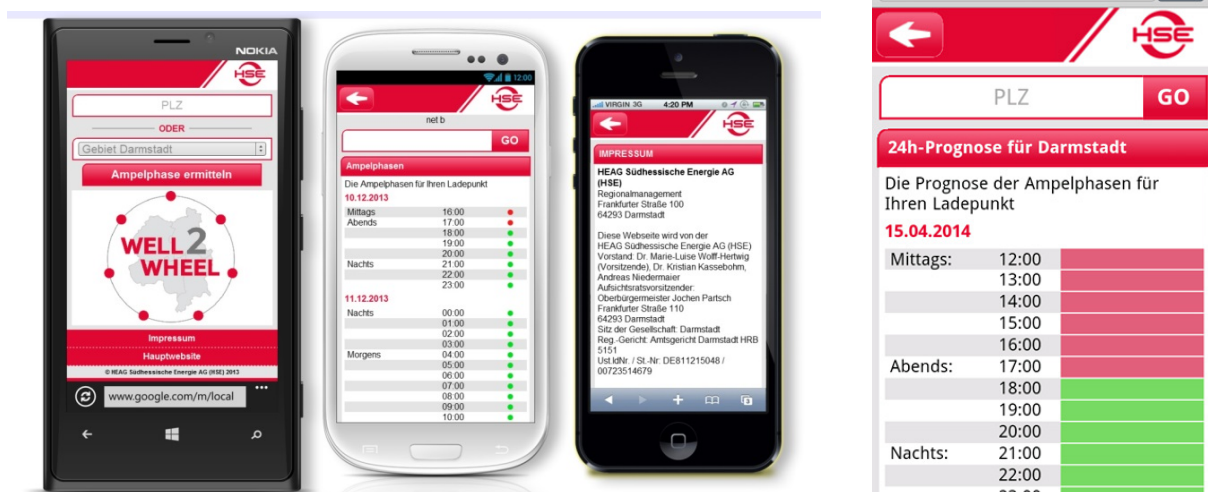 NOKIA
HSE
PLZ
ODER
Gebiet Darmstadt
Ampelphase ermitteln
WELL2
WHEEL
Impressum
Hauptwebsite
© HEAG Südhessische Energie AG (HSE) 2013
www.google.com/m/local
12:00
HSE
net b
GO
Ampelphasen
Die Ampelphasen für Ihren Ladepunkt
10.12.2013
Mittags 16:00
Abends 17:00
18:00
19:00
20:00
Nachts 21:00
22:00
23:00
11.12.2013
Nachts 00:00
01:00
02:00
03:00
Morgens 04:00
05:00
06:00
07:00
08:00
09:00
10:00
VIRGIN 3G 4:20 PM
HSE
IMPRESSUM
HEAG Südhessische Energie AG
(HSE)
Regionalmanagement
Frankfurter Straße 100
64293 Darmstadt
Diese Webseite wird von der
HEAG Südhessische Energie AG (HSE)
Vorstand: Dr. Marie-Luise Wolff-Hertwig
(Vorsitzende), Dr. Kristian Kassebohm,
Andreas Niedermaier
Aufsichtsratsvorsitzender:
Oberbürgermeister Jochen Partsch
Frankfurter Straße 110
64293 Darmstadt
Sitz der Gesellschaft: Darmstadt
Reg.-Gericht: Amtsgericht Darmstadt HRB
5151
Ust.IdNr. / St.-Nr: DE811215048 /
00723514679
HSE
PLZ
GO
24h-Prognose für Darmstadt
Die Prognose der Ampelphasen für
Ihren Ladepunkt
15.04.2014
Mittags: 12:00
13:00
14:00
15:00
16:00
Abends: 17:00
18:00
19:00
20:00
Nachts: 21:00
22:00
23:00